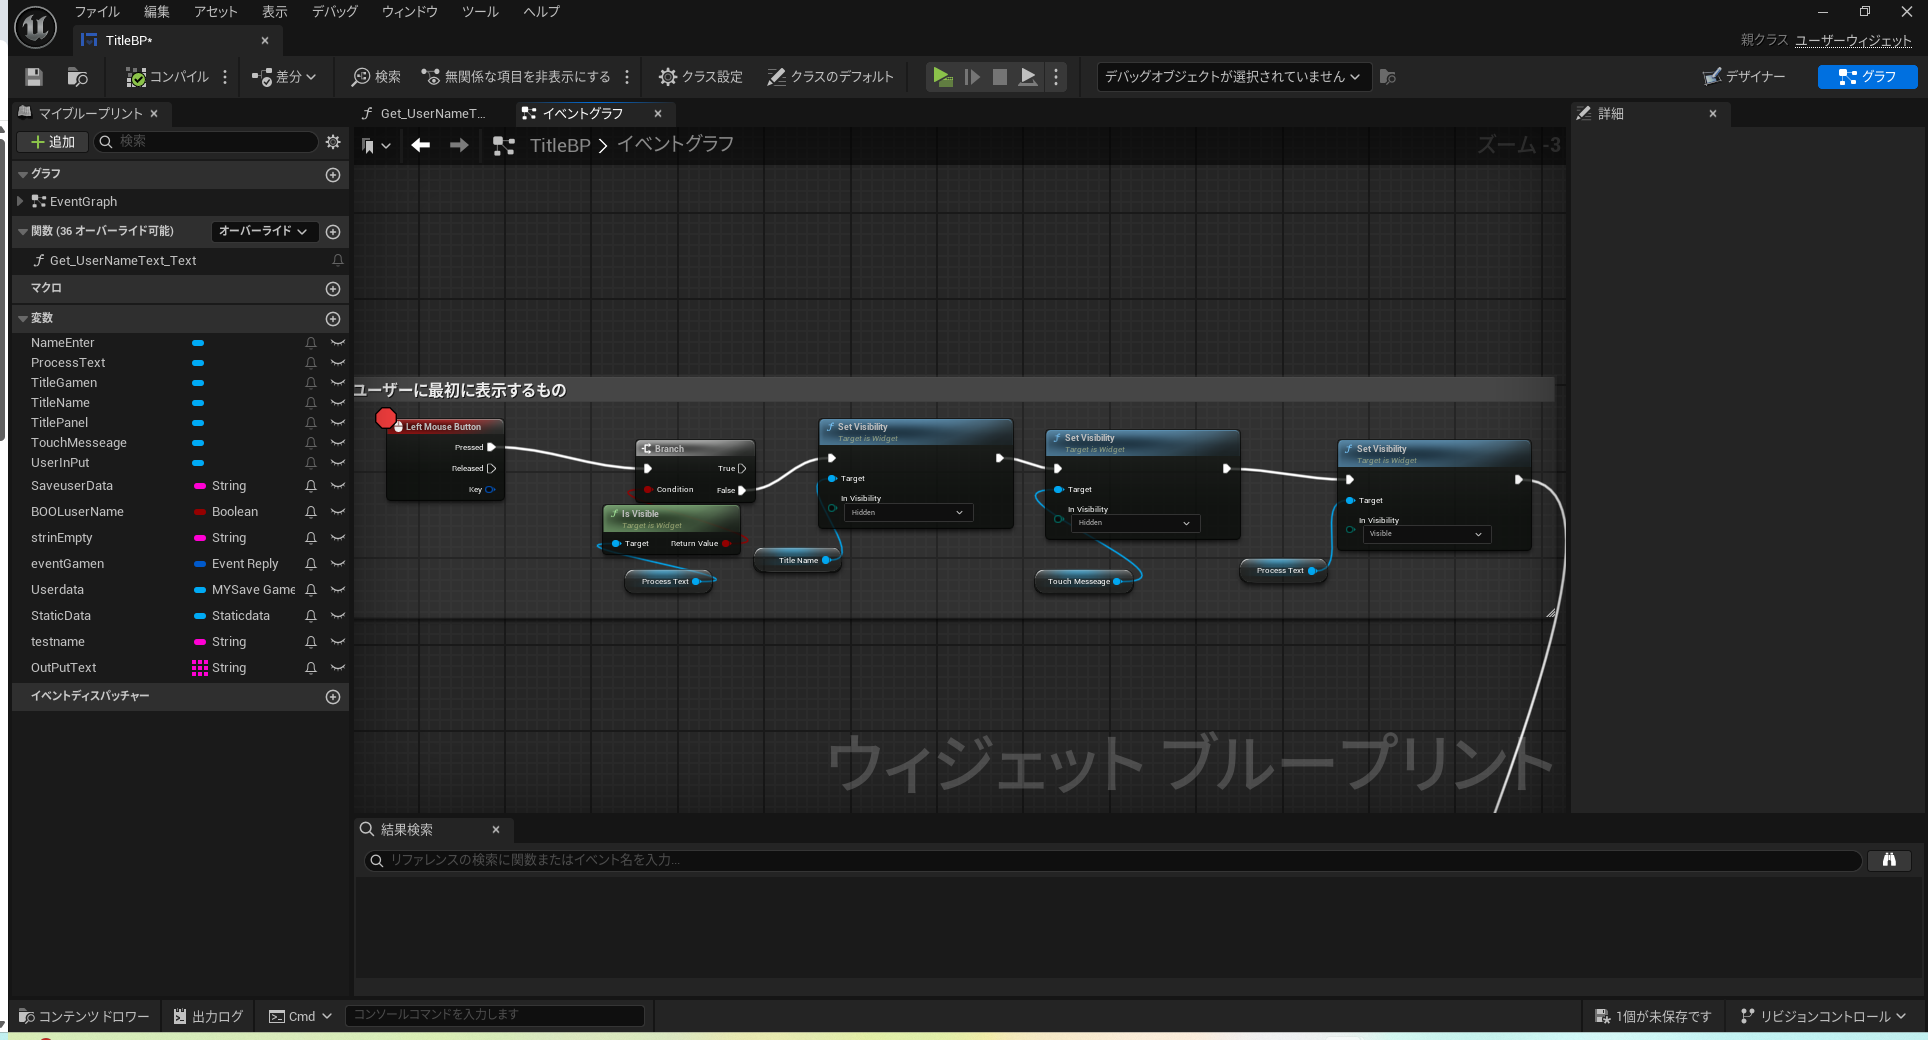 ファイル 編集 アセット 表示 デバッグ ウィンドウ ツール ヘルプ
TitleBP*
親クラス ユーザーウィジェット
コンパイル 差分 検索 無関係な項目を非表示にする クラス設定 クラスのデフォルト デバッグオブジェクトが選択されていません デザイナー グラフ
マイブループリント
Get_UserNameT...
イベントグラフ
詳細
追加
検索
TitleBP イベントグラフ
ズーム -3
グラフ
EventGraph
関数 (36 オーバーライド可能) オーバーライド
Get_UserNameText_Text
マクロ
変数
NameEnter
ProcessText
TitleGamen
TitleName
TitlePanel
TouchMesseage
UserInPut
SaveuserData String
BOOLuserName Boolean
strinEmpty String
eventGamen Event Reply
Userdata MYSave Game
StaticData Staticdata
testname String
OutPutText String
イベントディスパッチャー
ユーザーに最初に表示するもの
Left Mouse Button
Pressed
Released
Key
Branch
True
Condition False
Is Visible
Target is Widget
Target Return Value
Process Text
Set Visibility
Target is Widget
Target
In Visibility
Hidden
Title Name
Set Visibility
Target is Widget
Target
In Visibility
Hidden
Touch Messeage
Set Visibility
Target is Widget
Target
In Visibility
Visible
Process Text
ウィジェット ブループリント
結果検索
リファレンスの検索に関数またはイベント名を入力...
コンテンツ ドロワー 出力ログ Cmd コンソールコマンドを入力します 1個が未保存です リビジョンコントロール